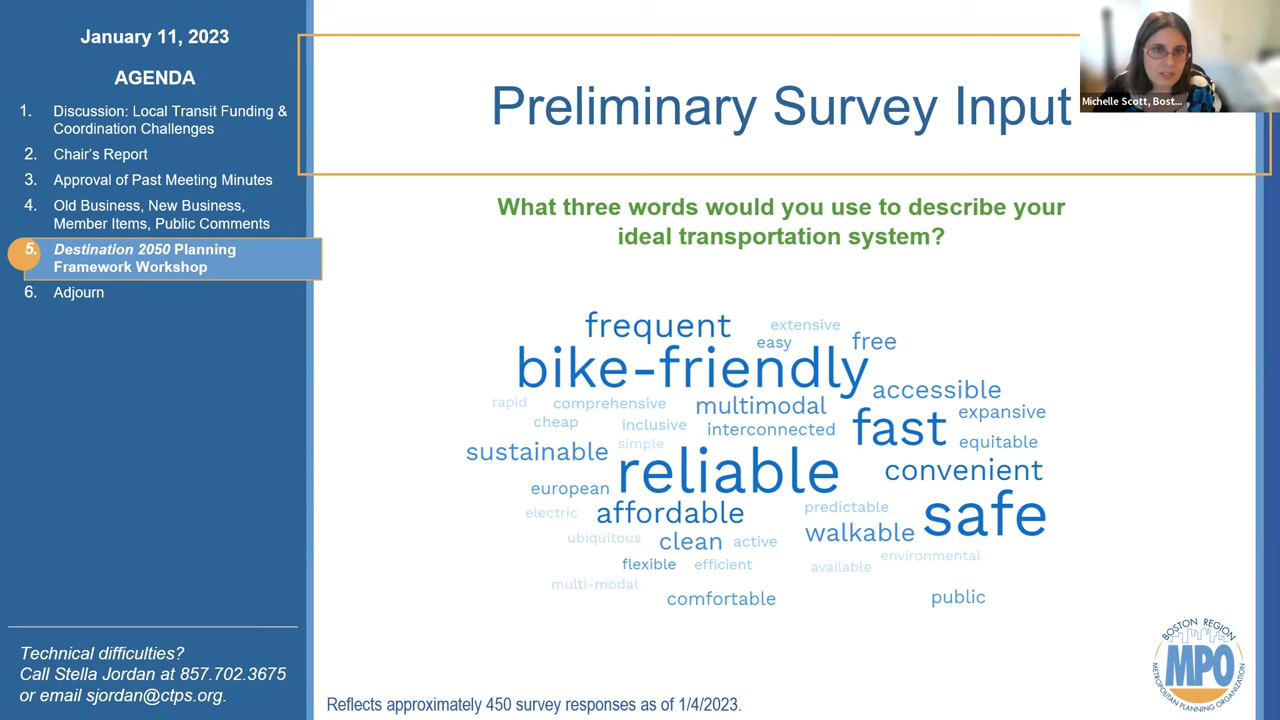 January 11, 2023
AGENDA
1. Discussion: Local Transit Funding &
Coordination Challenges
2. Chair's Report
3. Approval of Past Meeting Minutes
4. Old Business, New Business,
Member Items, Public Comments
5. Destination 2050 Planning
Framework Workshop
6. Adjourn
Technical difficulties?
Call Stella Jordan at 857.702.3675
or email sjordan@ctps.org.
Preliminary Survey Input
Michelle Scott, Bost...
What three words would you use to describe your
ideal transportation system?
frequent extensive
easy free
bike-friendly
accessible
rapid comprehensive multimodal expansive
cheap inclusive interconnected fast equitable
sustainable simple
reliable convenient
european
electric affordable predictable safe
ubiquitous clean active walkable
environmental
flexible efficient available
multi-modal
comfortable public
BOSTON REGION
MPO
METROPOLITAN PLANNING ORGANIZATION
Reflects approximately 450 survey responses as of 1/4/2023.